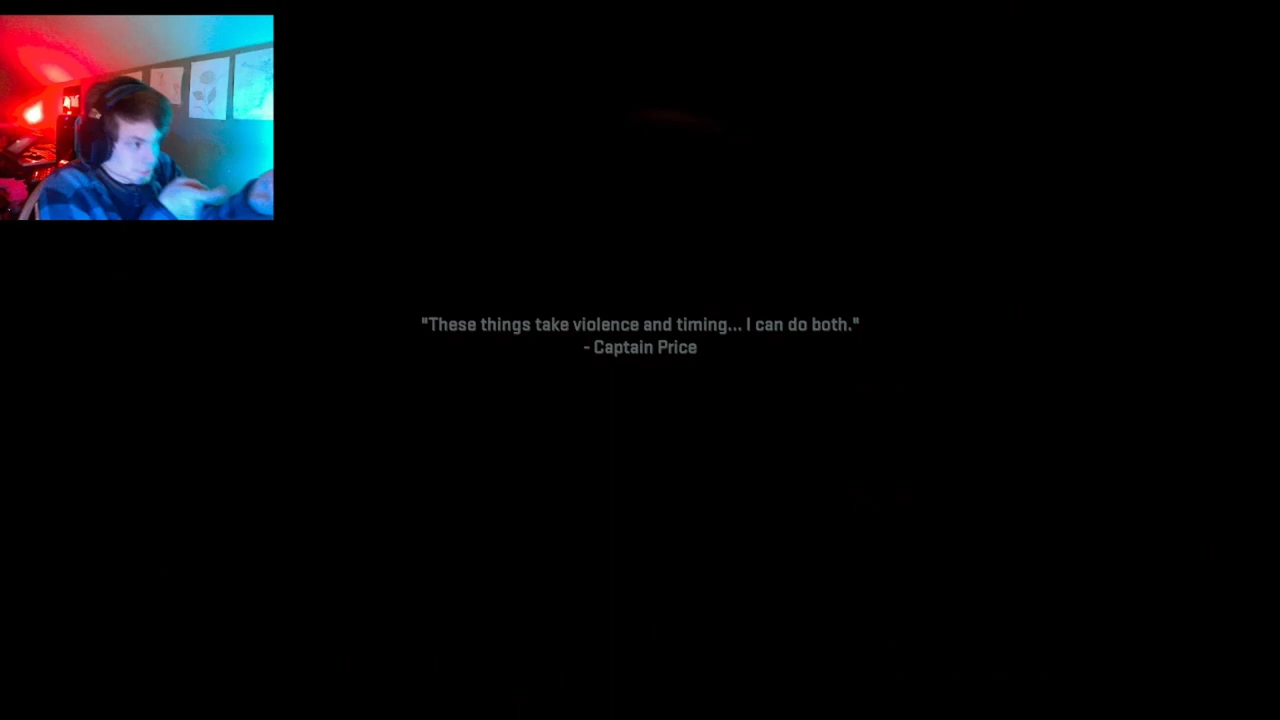 "These things take violence and timing... I can do both."
- Captain Price